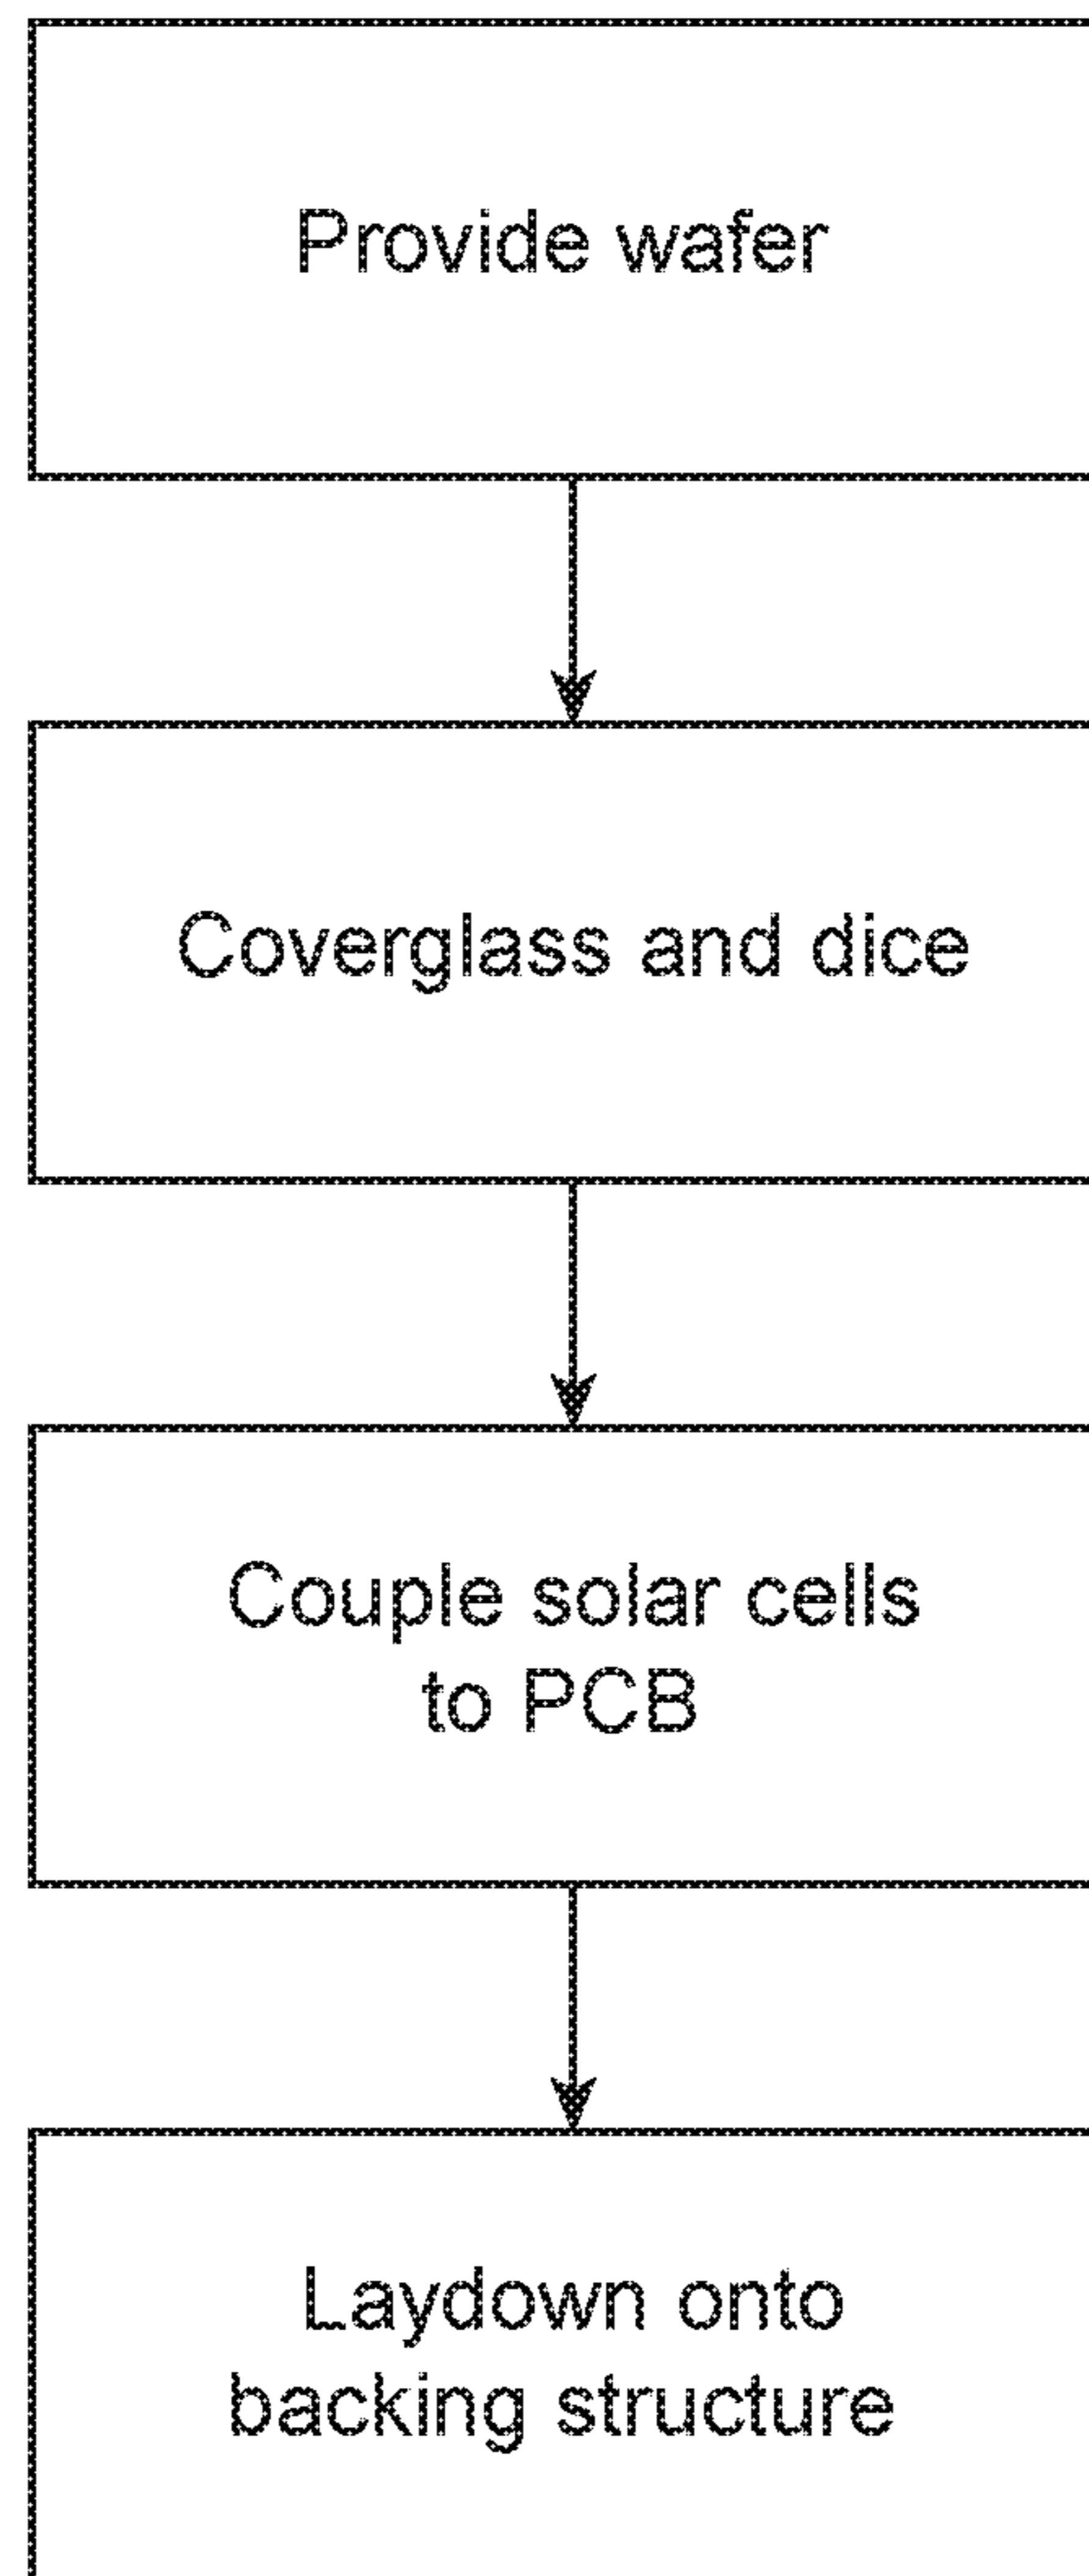 Provide wafer
Coverglass and dice
Couple solar cells
to PCB
Laydown onto
backing structure